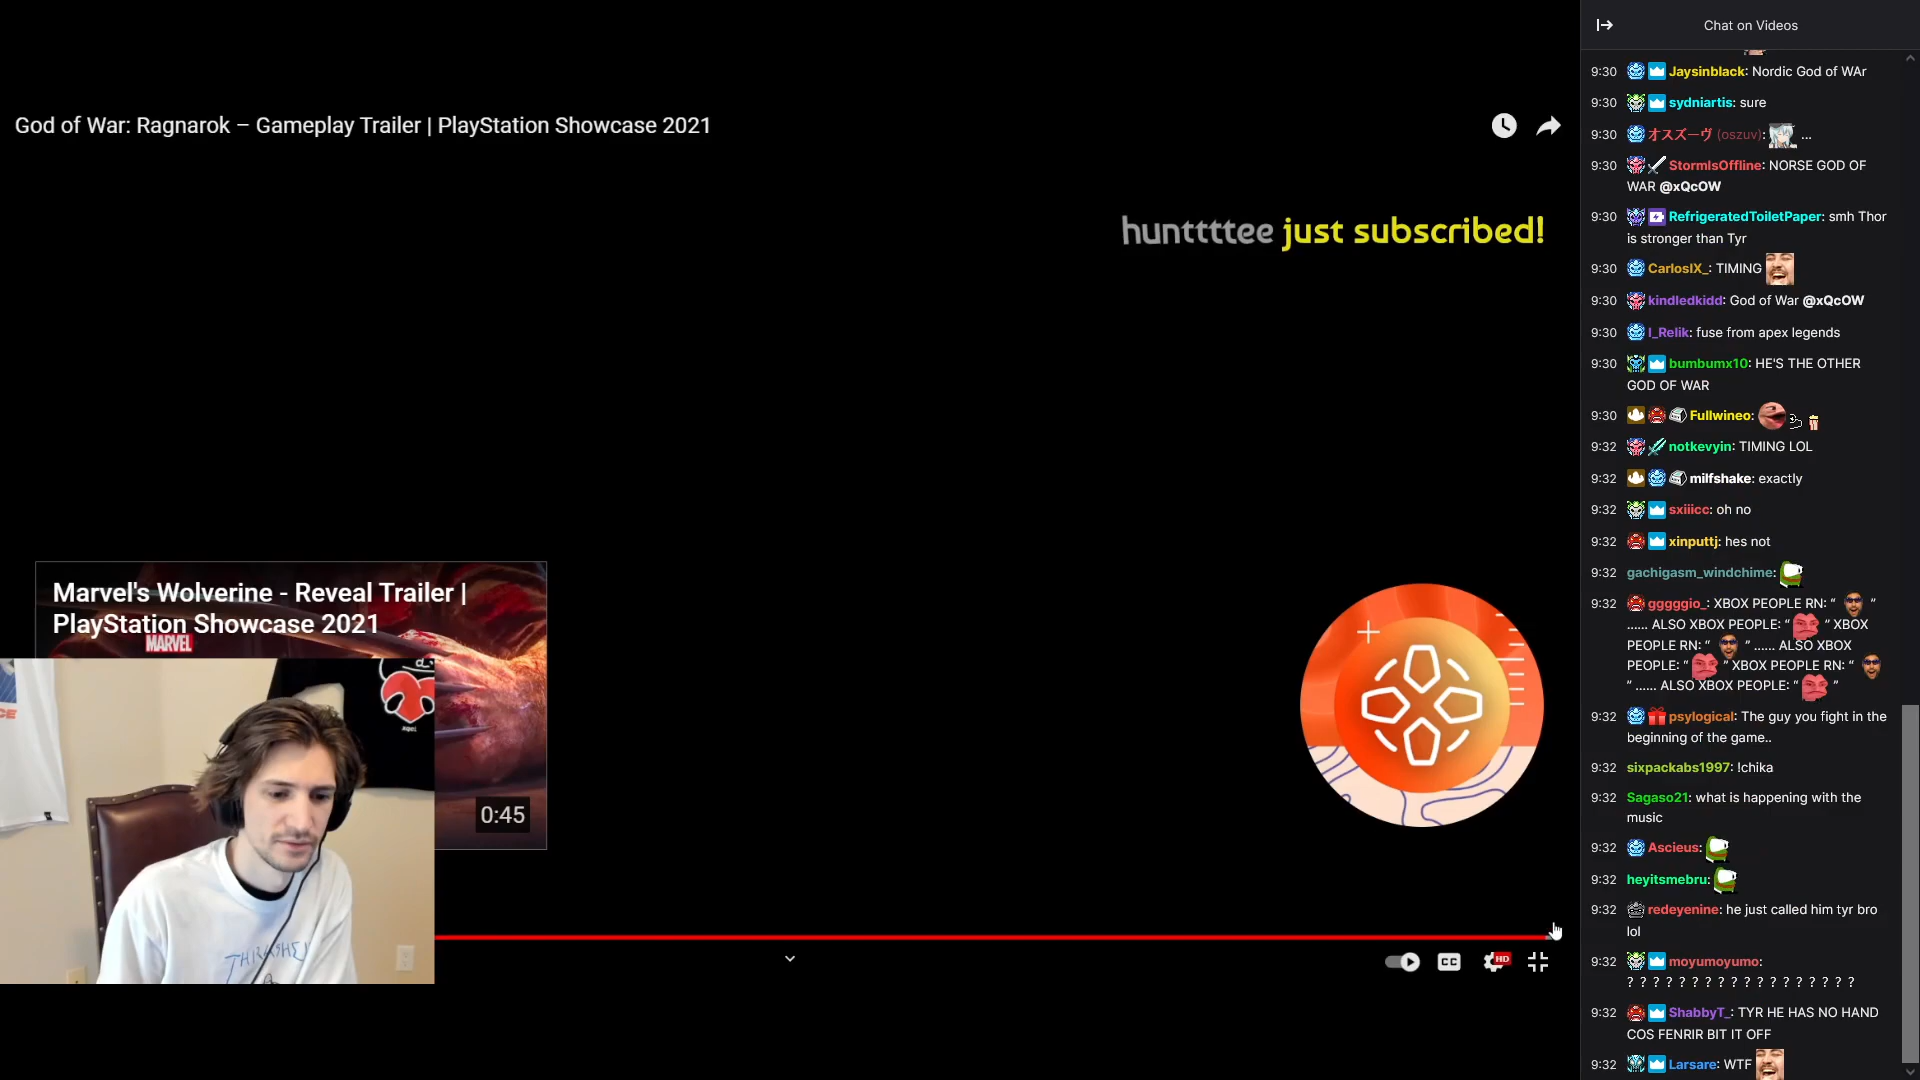 God of War: Ragnarok – Gameplay Trailer | PlayStation Showcase 2021
hunttttee just subscribed!
Marvel's Wolverine - Reveal Trailer |
PlayStation Showcase 2021
MARVEL
0:45
CC
HD
Chat on Videos
9:30 Jaysinblack: Nordic God of WAr
9:30 sydniartis: sure
9:30 オスズーヴ (oszuv): ...
9:30 StormIsOffline: NORSE GOD OF
WAR @xQcOW
9:30 RefrigeratedToiletPaper: smh Thor
is stronger than Tyr
9:30 CarlosIX_: TIMING
9:30 kindledkidd: God of War @xQcOW
9:30 I_Relik: fuse from apex legends
9:30 bumbumx10: HE'S THE OTHER
GOD OF WAR
9:30 Fullwineo:
9:32 notkevyin: TIMING LOL
9:32 milfshake: exactly
9:32 sxiiicc: oh no
9:32 xinputtj: hes not
9:32 gachigasm_windchime:
9:32 gggggio_: XBOX PEOPLE RN: “ ”
...... ALSO XBOX PEOPLE: “ ” XBOX
PEOPLE RN: “ ” ...... ALSO XBOX
PEOPLE: “ ” XBOX PEOPLE RN: “
” ...... ALSO XBOX PEOPLE: “ ”
9:32 psylogical: The guy you fight in the
beginning of the game..
9:32 sixpackabs1997: !chika
9:32 Sagaso21: what is happening with the
music
9:32 Ascieus:
9:32 heyitsmebru:
9:32 redeyenine: he just called him tyr bro
lol
9:32 moyumoyumo:
? ? ? ? ? ? ? ? ? ? ? ? ? ? ? ? ? ?
9:32 ShabbyT_: TYR HE HAS NO HAND
COS FENRIR BIT IT OFF
9:32 Larsare: WTF